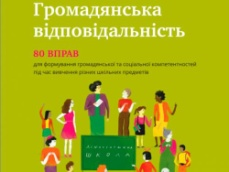 Громадянська
відповідальність
80 ВПРАВ
для формування громадянської та соціальної компетентностей
під час вивчення різних шкільних предметів